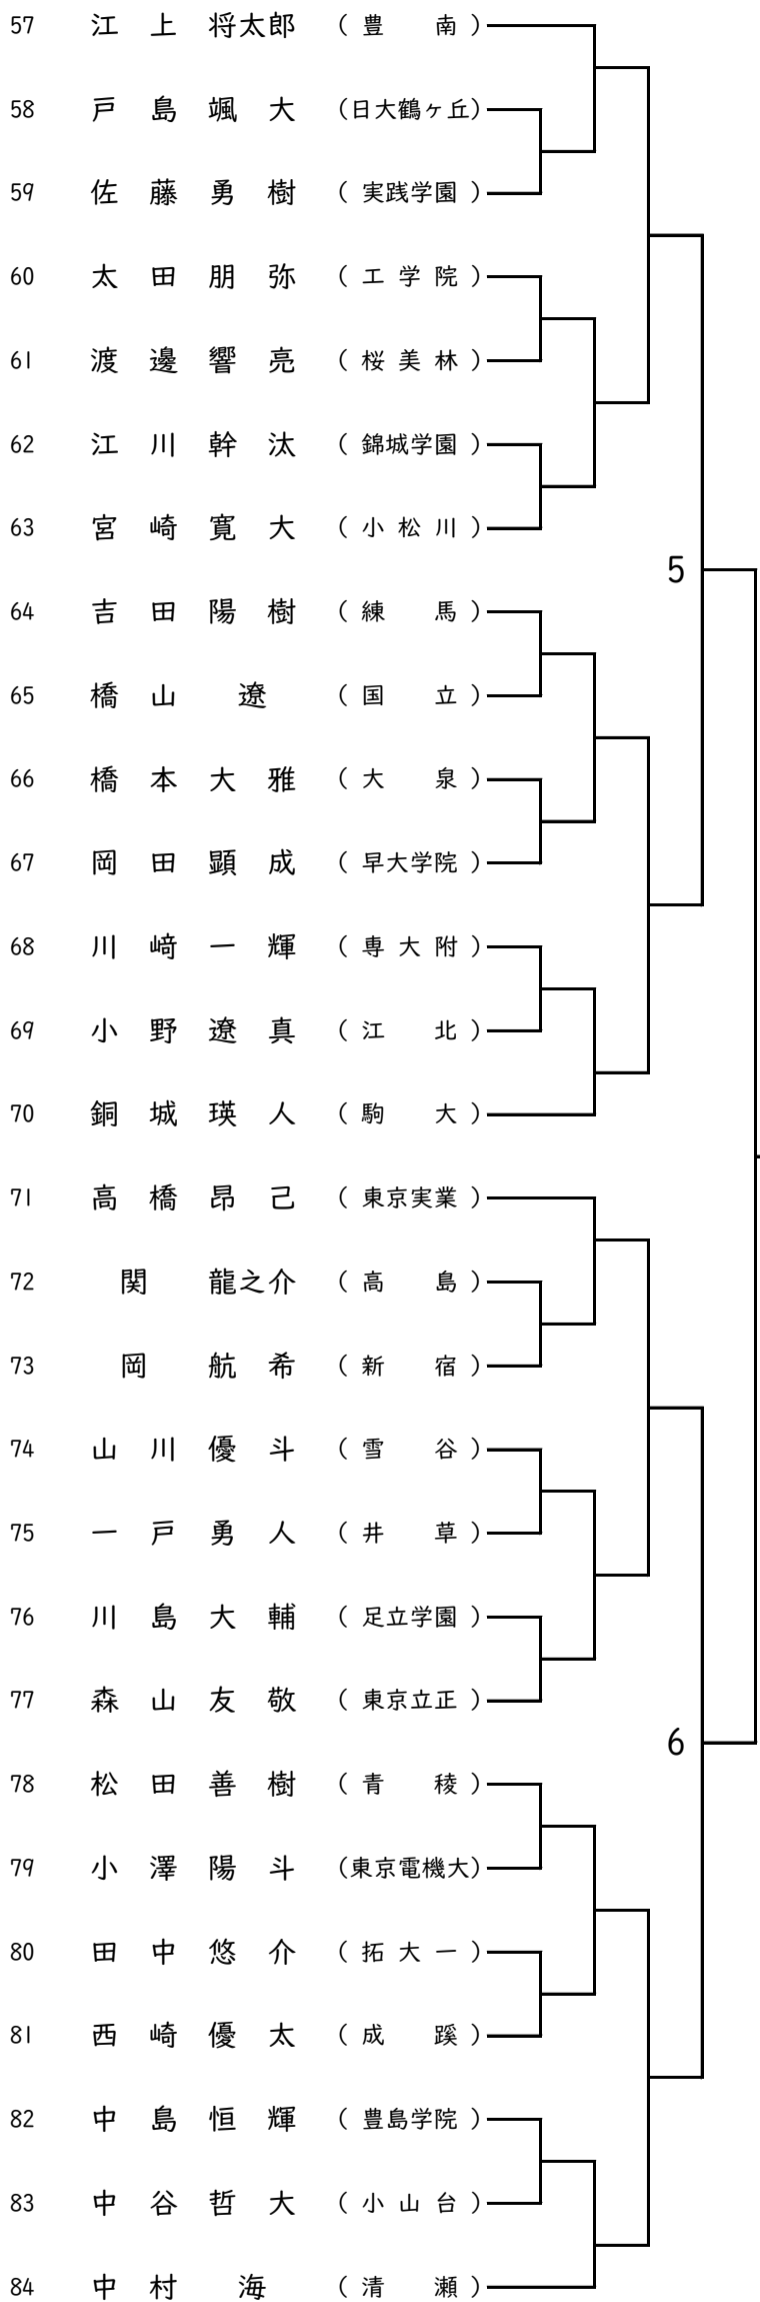 57 江上 将太郎 (豊南)
58 戸島颯大 (日大鶴ヶ丘)
59 佐藤勇樹 (実践学園)
60 太田朋弥 (工学院)
61 渡邊響亮 (桜美林)
62 江川幹汰 (錦城学園)
63 宮崎寛大 (小松川)
5
64 吉田陽樹 (練馬)
65 橋山 遼 (国立)
66 橋本大雅 (大泉)
67 岡田顕成 (早大学院)
68 川﨑一輝 (専大附)
69 小野遼真 (江北)
70 銅城瑛人 (駒大)
71 高橋昂己 (東京実業)
72 関 龍之介 (高島)
73 岡 航希 (新宿)
74 山川優斗 (雪谷)
75 一戸勇人 (井草)
76 川島大輔 (足立学園)
77 森山友敬 (東京立正)
6
78 松田善樹 (青稜)
79 小澤陽斗 (東京電機大)
80 田中悠介 (拓大一)
81 西崎優太 (成蹊)
82 中島恒輝 (豊島学院)
83 中谷哲大 (小山台)
84 中村 海 (清瀬)